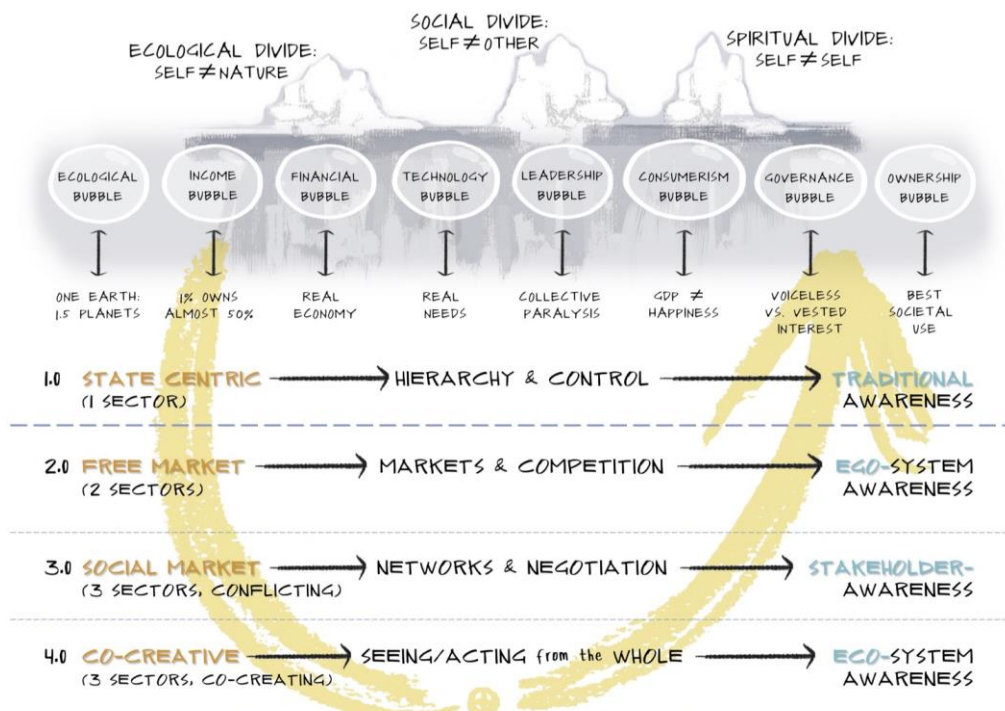 SOCIAL DIVIDE:
SELF ≠ OTHER
ECOLOGICAL DIVIDE:
SELF ≠ NATURE
SPIRITUAL DIVIDE:
SELF ≠ SELF
ECOLOGICAL
BUBBLE
INCOME
BUBBLE
FINANCIAL
BUBBLE
TECHNOLOGY
BUBBLE
LEADERSHIP
BUBBLE
CONSUMERISM
BUBBLE
GOVERNANCE
BUBBLE
OWNERSHIP
BUBBLE
ONE EARTH:
1.5 PLANETS
1% OWNS
ALMOST 50%
REAL
ECONOMY
REAL
NEEDS
COLLECTIVE
PARALYSIS
GDP ≠
HAPPINESS
VOICELESS
VS. VESTED
INTEREST
BEST
SOCIETAL
USE
1.0 STATE CENTRIC → HIERARCHY & CONTROL → TRADITIONAL
(1 SECTOR) AWARENESS
2.0 FREE MARKET → MARKETS & COMPETITION → EGO-SYSTEM
(2 SECTORS) AWARENESS
3.0 SOCIAL MARKET → NETWORKS & NEGOTIATION → STAKEHOLDER-
(3 SECTORS, CONFLICTING) AWARENESS
4.0 CO-CREATIVE → SEEING/ACTING from the WHOLE → ECO-SYSTEM
(3 SECTORS, CO-CREATING) AWARENESS